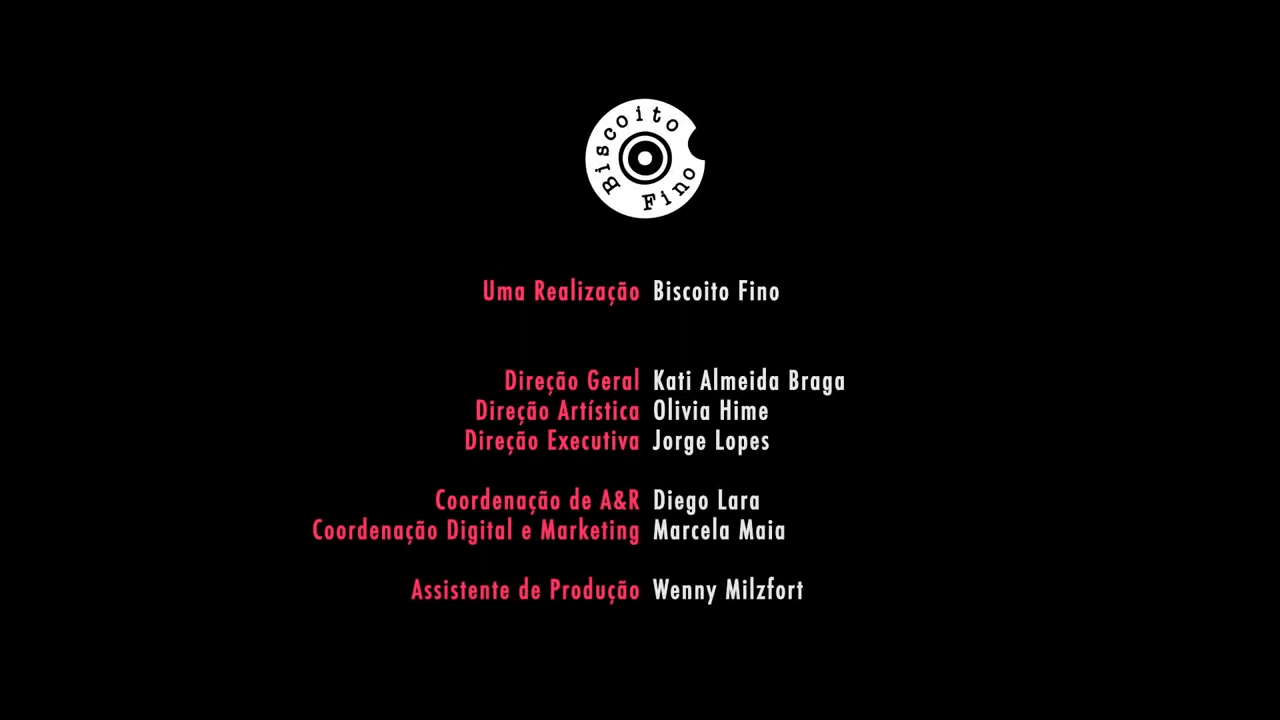 Biscoito Fino
Uma Realização Biscoito Fino
Direção Geral Kati Almeida Braga
Direção Artística Olivia Hime
Direção Executiva Jorge Lopes
Coordenação de A&R Diego Lara
Coordenação Digital e Marketing Marcela Maia
Assistente de Produção Wenny Milzfort